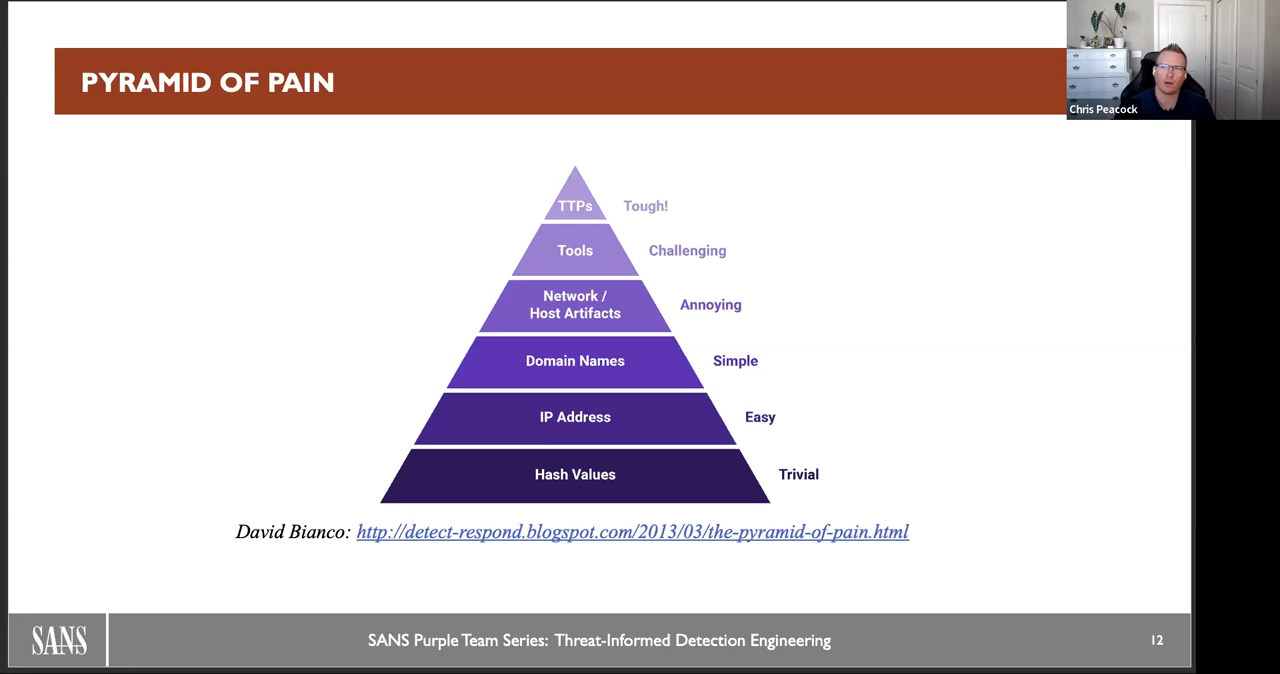 PYRAMID OF PAIN
Chris Peacock
TTPs
Tough!
Tools
Challenging
Network /
Host Artifacts
Annoying
Domain Names
Simple
IP Address
Easy
Hash Values
Trivial
David Bianco: http://detect-respond.blogspot.com/2013/03/the-pyramid-of-pain.html
SANS
SANS Purple Team Series: Threat-Informed Detection Engineering
12